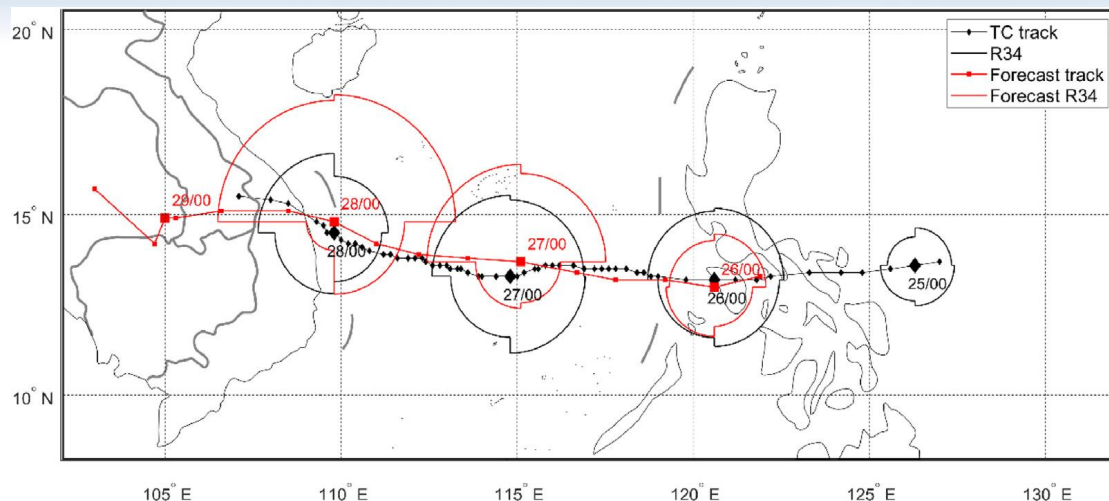 20° N
15° N
10° N
105° E
110° E
115° E
120° E
125° E
TC track
R34
Forecast track
Forecast R34
29/00
28/00
28/00
27/00
27/00
26/00
26/00
25/00